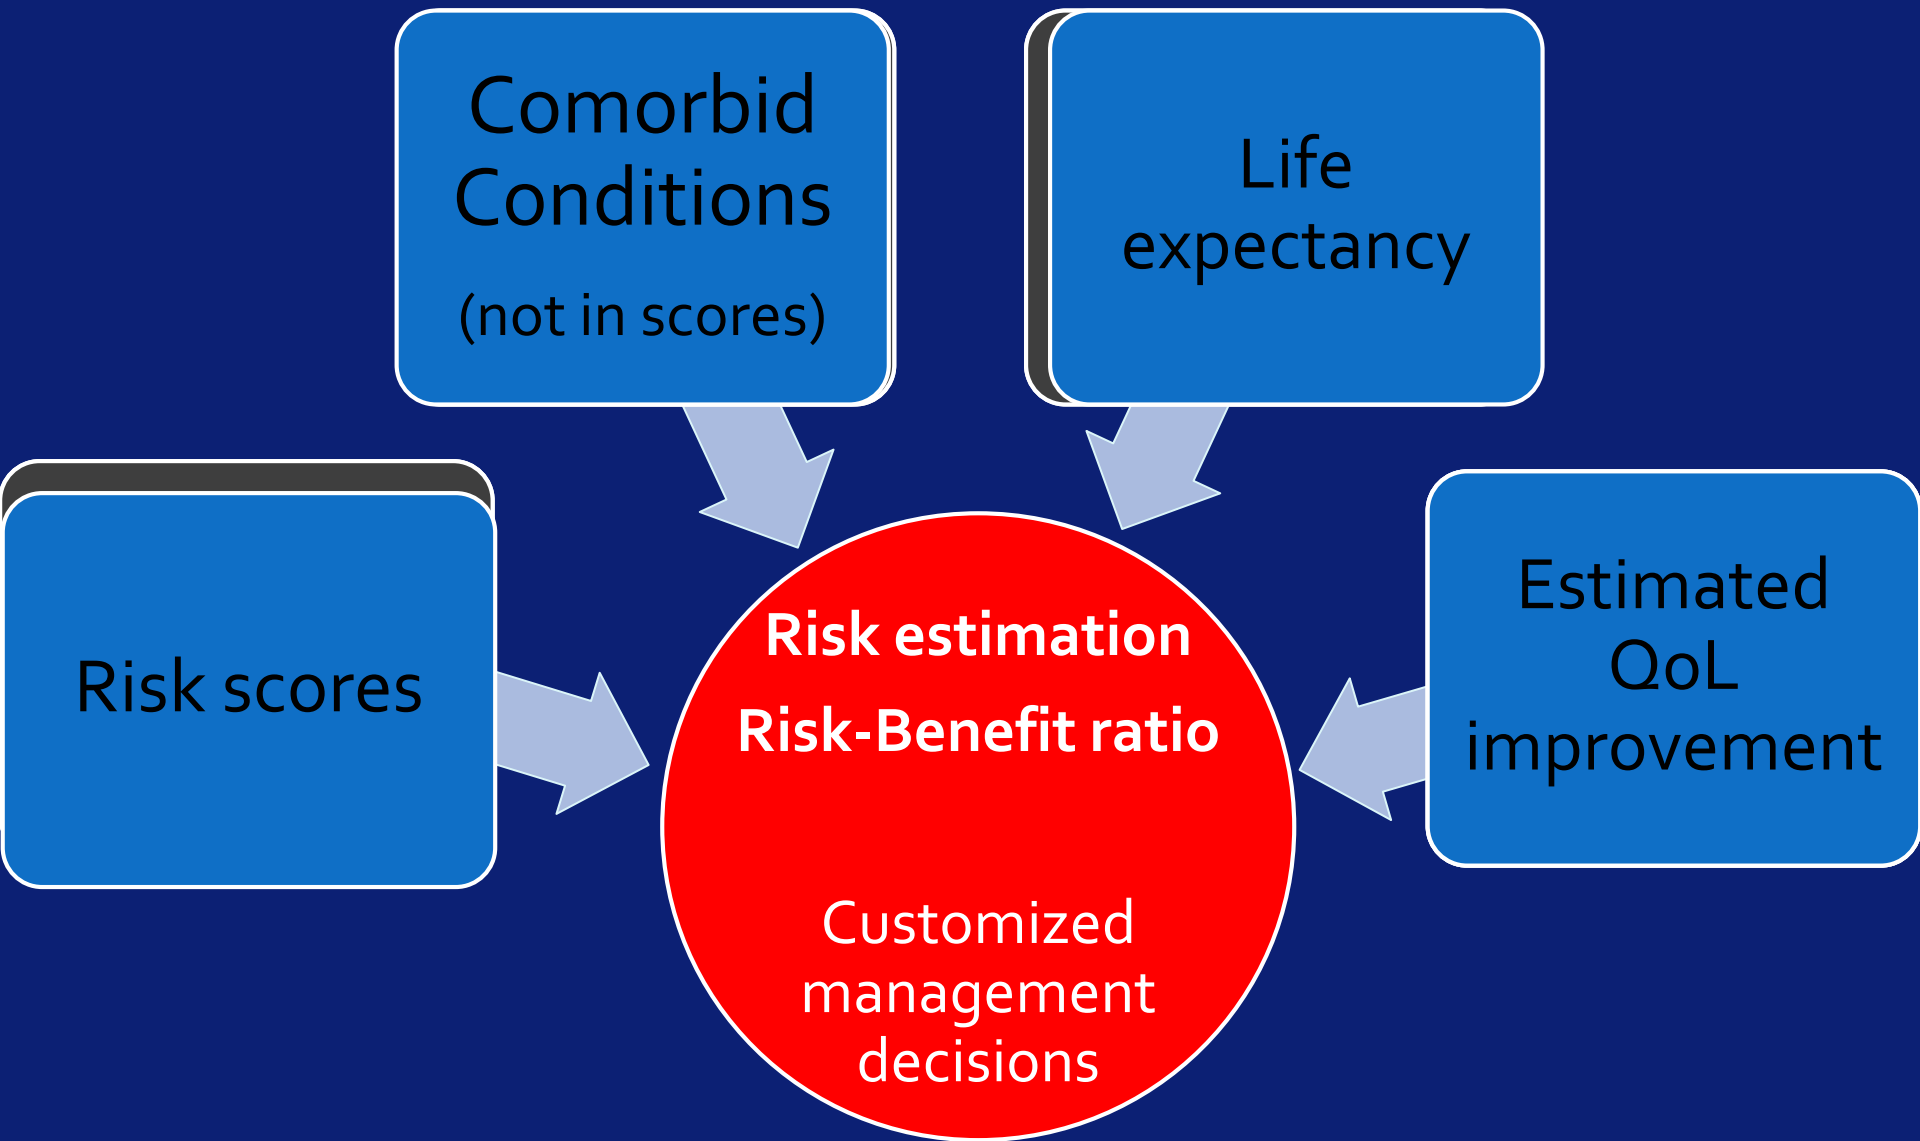 Comorbid
Conditions
(not in scores)
Life
expectancy
Risk scores
Estimated
QoL
improvement
Risk estimation
Risk-Benefit ratio
Customized
management
decisions